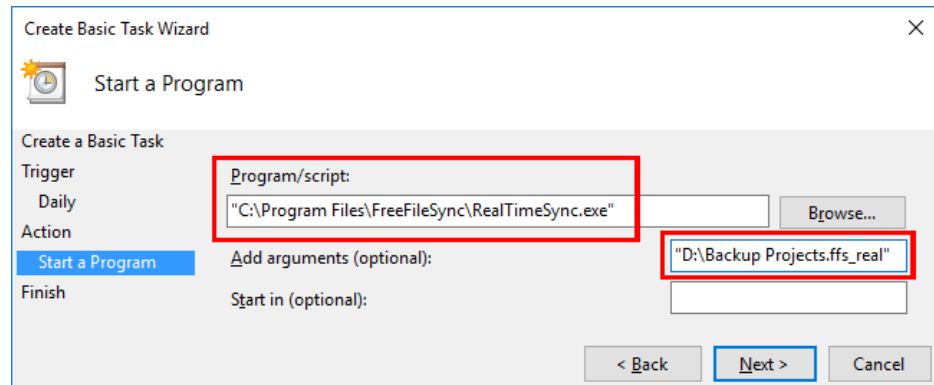 Create Basic Task Wizard
Start a Program
Create a Basic Task
Trigger
Daily
Action
Start a Program
Finish
Program/script:
"C:\Program Files\FreeFileSync\RealTimeSync.exe"
Browse...
Add arguments (optional):
"D:\Backup Projects.ffs_real"
Start in (optional):
< Back
Next >
Cancel